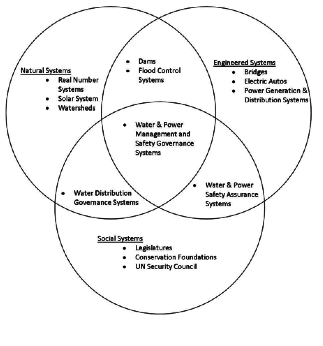 Natural Systems
• Real Number
Systems
• Solar System
• Watersheds
• Dams
• Flood Control
Systems
Engineered Systems
• Bridges
• Electric Autos
• Power Generation &
Distribution Systems
• Water & Power
Management and
Safety Governance
Systems
• Water Distribution
Governance Systems
• Water & Power
Safety Assurance
Systems
Social Systems
• Legislatures
• Conservation Foundations
• UN Security Council